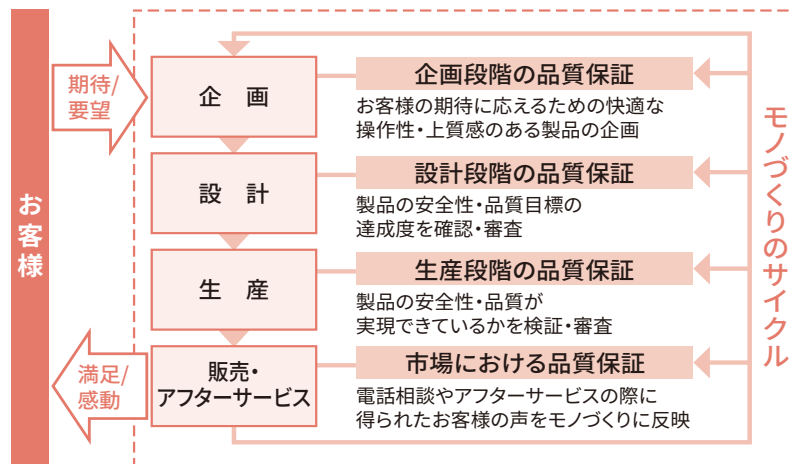 お客様
期待/
要望
企　画
企画段階の品質保証
お客様の期待に応えるための快適な
操作性・上質感のある製品の企画
設　計
設計段階の品質保証
製品の安全性・品質目標の
達成度を確認・審査
生　産
生産段階の品質保証
製品の安全性・品質が
実現できているかを検証・審査
満足/
感動
販売・
アフターサービス
市場における品質保証
電話相談やアフターサービスの際に
得られたお客様の声をモノづくりに反映
モノづくりのサイクル